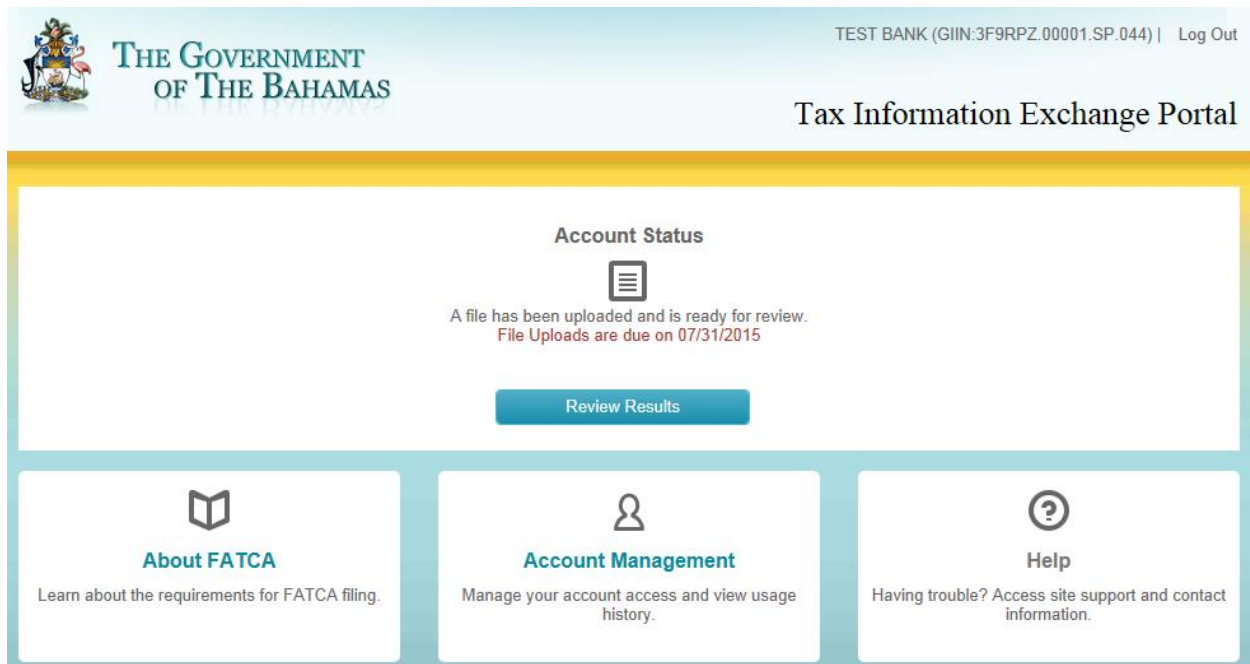 TEST BANK (GIIN:3F9RPZ.00001.SP.044) | Log Out
THE GOVERNMENT
OF THE BAHAMAS
Tax Information Exchange Portal
Account Status
A file has been uploaded and is ready for review.
File Uploads are due on 07/31/2015
Review Results
About FATCA
Learn about the requirements for FATCA filing.
Account Management
Manage your account access and view usage
history.
Help
Having trouble? Access site support and contact
information.